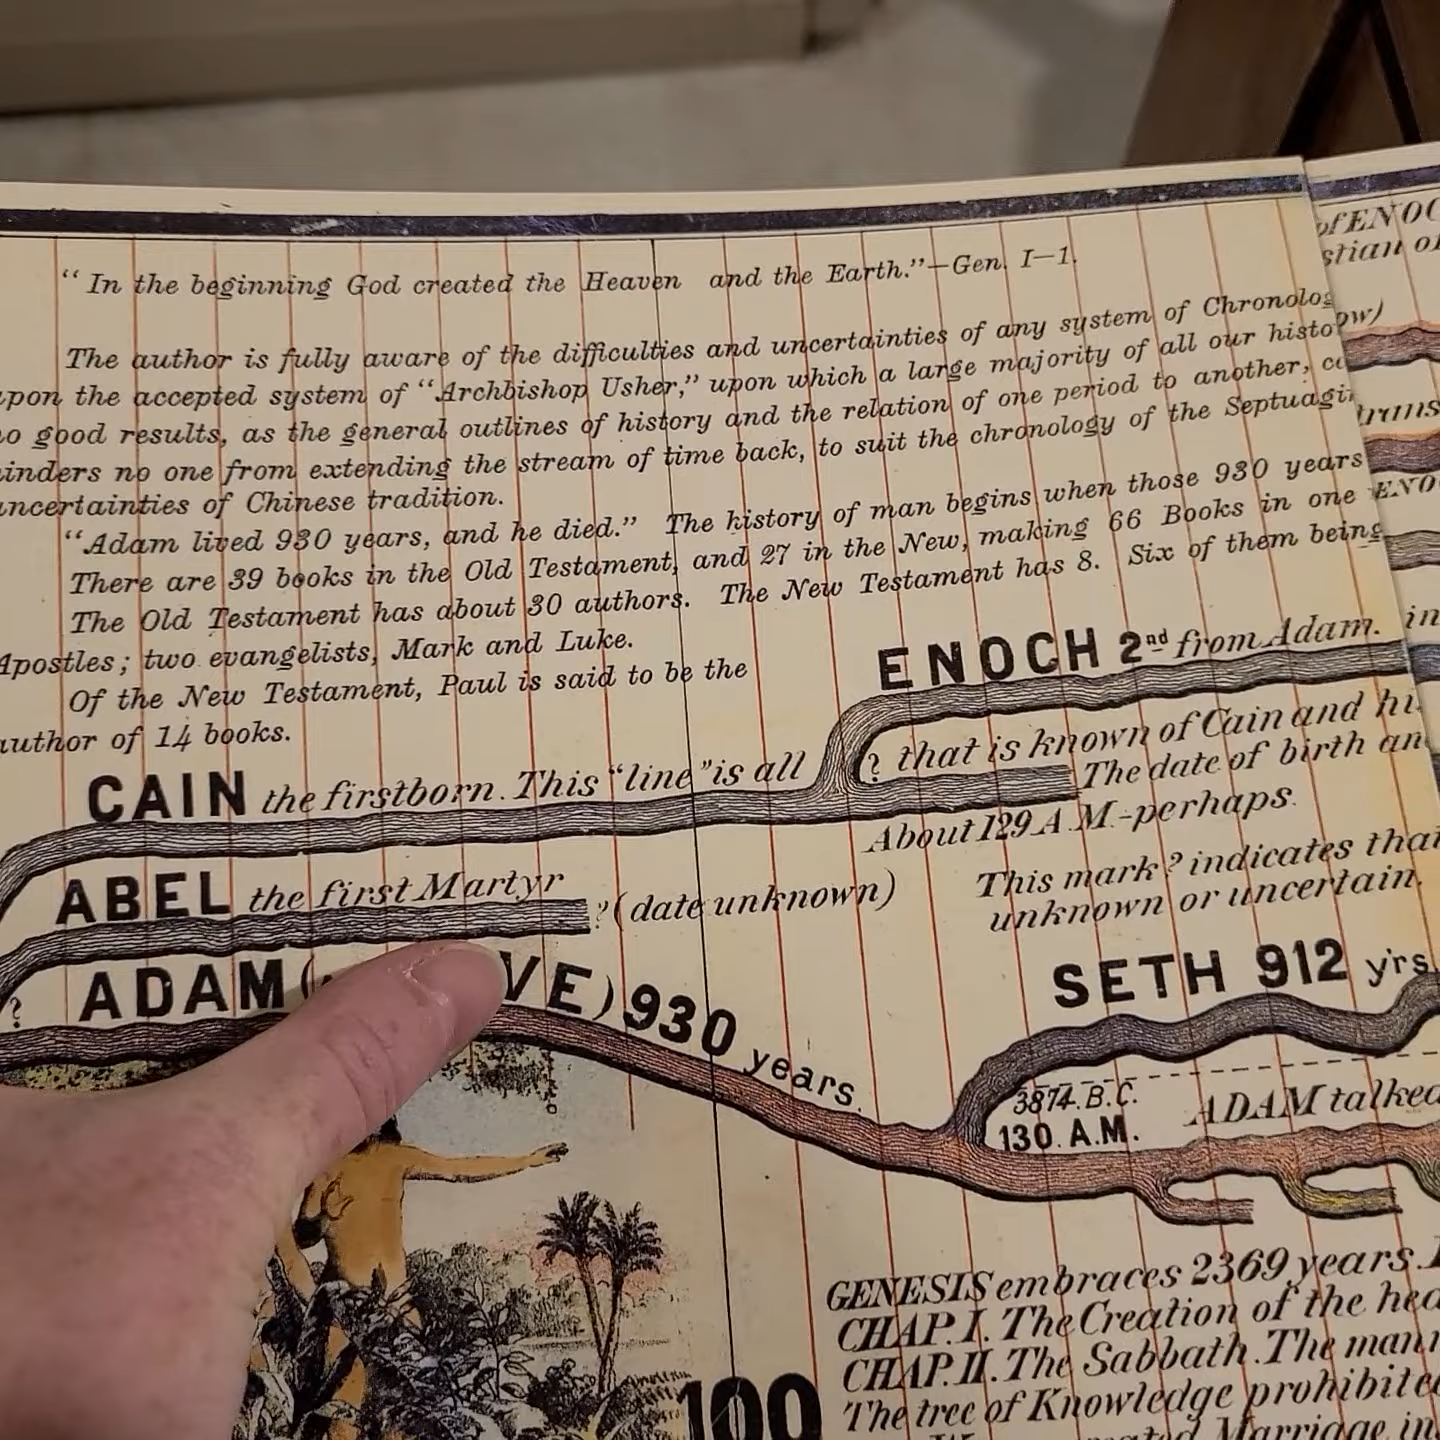 "In the beginning God created the Heaven and the Earth."—Gen. I—1.
The author is fully aware of the difficulties and uncertainties of any system of
upon the accepted system of "Archbishop Usher," upon which a large majority of all our
no good results, as the general outlines of history and the relation of one period to another,
hinders no one from extending the stream of time back, to suit the chronology of the
uncertainties of Chinese tradition.
"Adam lived 930 years, and he died." The history of man begins when those 930 years
There are 39 books in the Old Testament, and 27 in the New, making 66 Books in one
The Old Testament has about 30 authors. The New Testament has 8. Six of them being
Apostles; two evangelists, Mark and Luke.
Of the New Testament, Paul is said to be the
author of 14 books.
ENOCH 2nd from Adam. in
CAIN the firstborn. This "line" is all ? that is known of Cain and
The date of birth
About 129 A.M.-perhaps.
ABEL the first Martyr ? (date unknown)
This mark ? indicates that
unknown or uncertain.
? ADAM ( VE) 930 years.
SETH 912 y'rs.
3874. B.C.
130. A.M.
ADAM talked
GENESIS embraces 2369 years.
CHAP. I. The Creation of the
CHAP. II. The Sabbath. The
The tree of Knowledge
100
Marriage
of ENOC